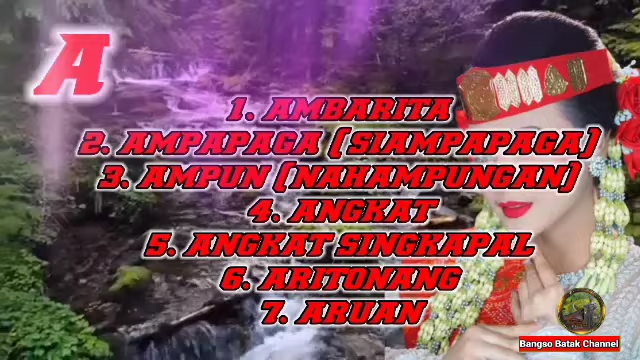 A
1. AMBARITA
2. AMPAPAGA (SIAMPAPAGA)
3. AMPUN (NAHAMPUNGAN)
4. ANGKAT
5. ANGKAT SINGKAPAL
6. ARITONANG
7. ARUAN
Bangso Batak Channel